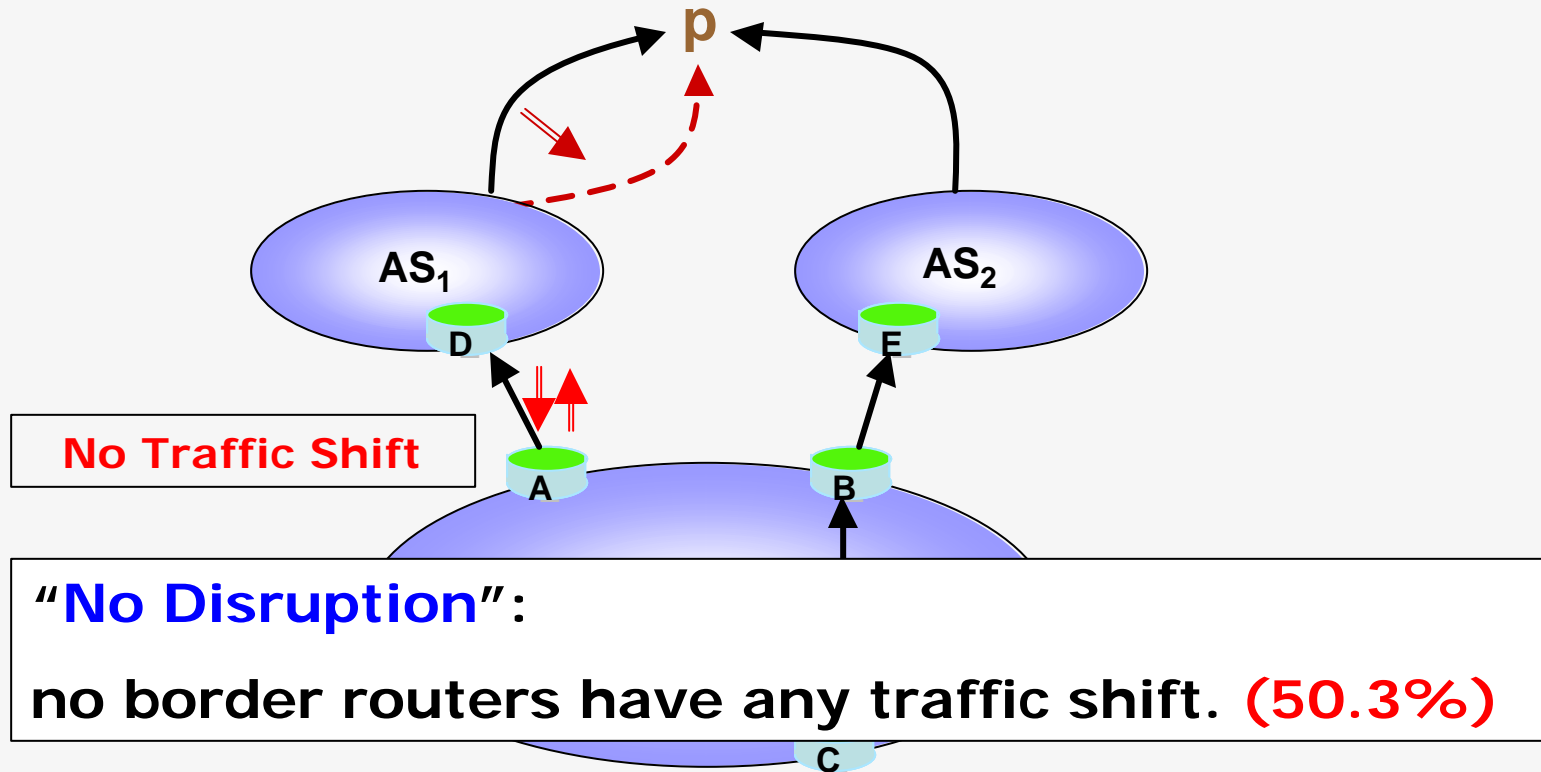 p
AS₁
AS₂
D
E
No Traffic Shift
A
B
“No Disruption”:
no border routers have any traffic shift. (50.3%)
C